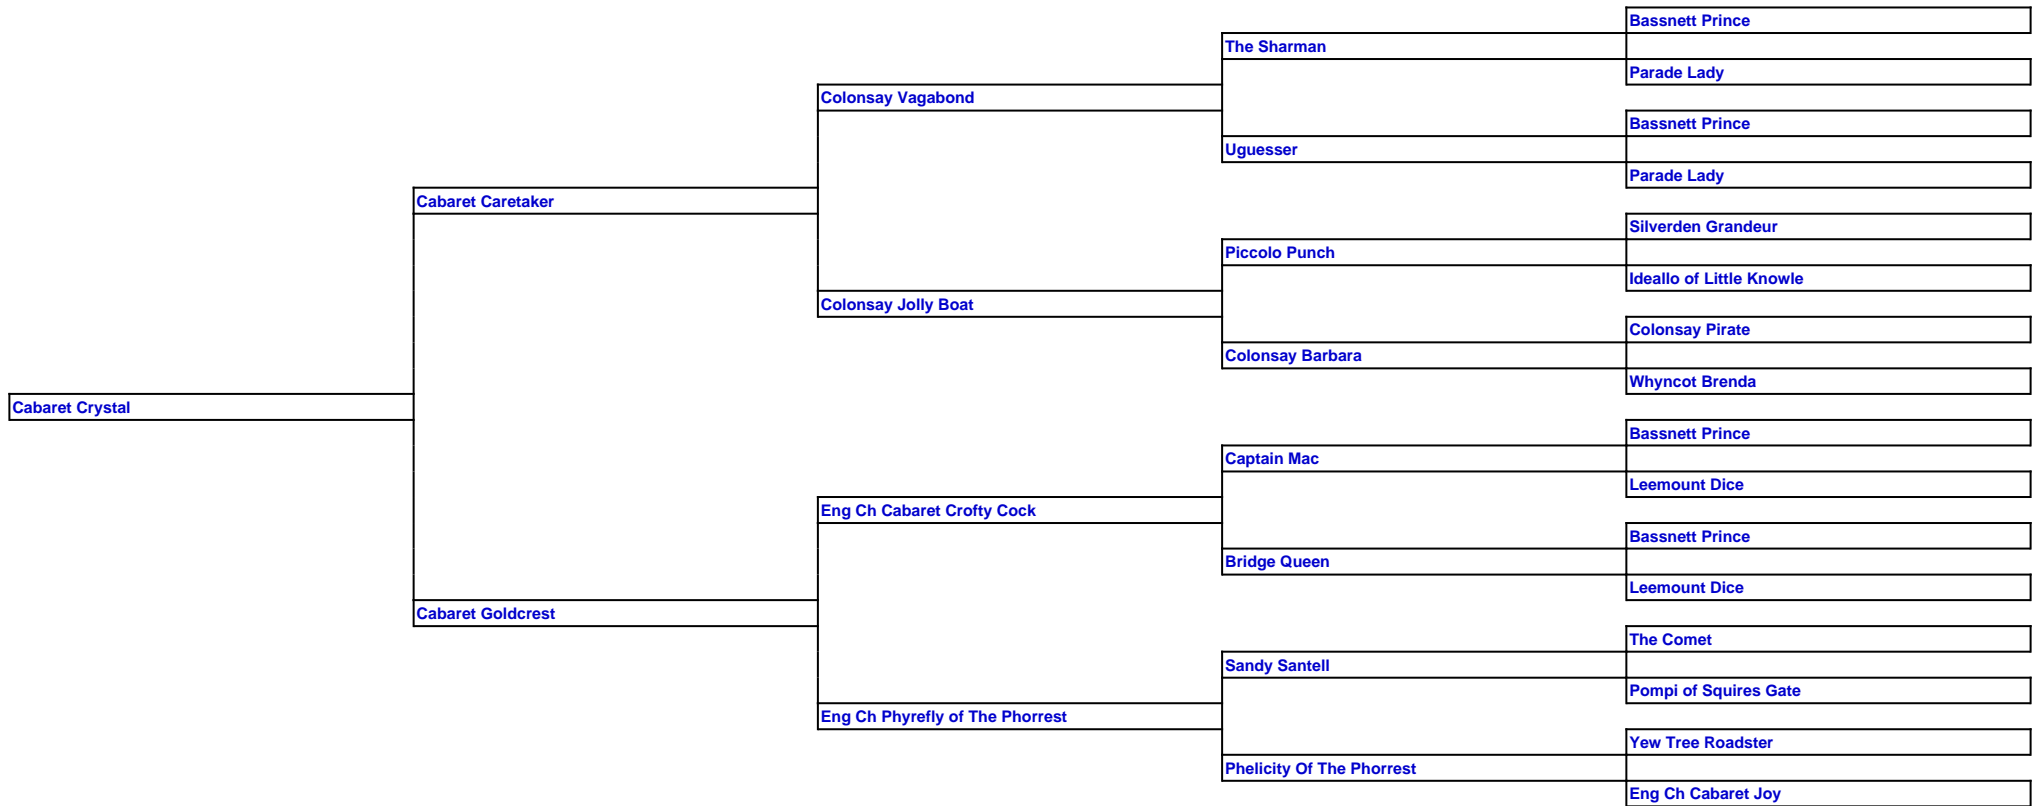 Bassnett Prince
The Sharman
Parade Lady
Colonsay Vagabond
Bassnett Prince
Uguesser
Parade Lady
Cabaret Caretaker
Silverden Grandeur
Piccolo Punch
Ideallo of Little Knowle
Colonsay Jolly Boat
Colonsay Pirate
Colonsay Barbara
Whyncot Brenda
Cabaret Crystal
Bassnett Prince
Captain Mac
Leemount Dice
Eng Ch Cabaret Crofty Cock
Bassnett Prince
Bridge Queen
Leemount Dice
Cabaret Goldcrest
The Comet
Sandy Santell
Pompi of Squires Gate
Eng Ch Phyrefly of The Phorrest
Yew Tree Roadster
Phelicity Of The Phorrest
Eng Ch Cabaret Joy